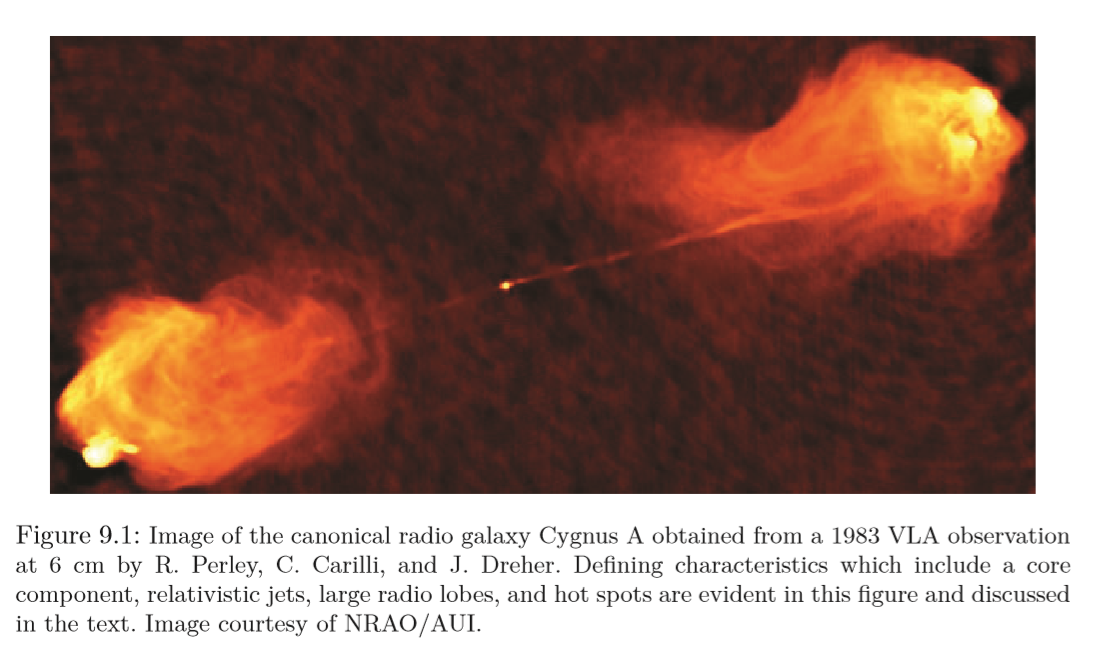 Figure 9.1: Image of the canonical radio galaxy Cygnus A obtained from a 1983 VLA observation
at 6 cm by R. Perley, C. Carilli, and J. Dreher. Defining characteristics which include a core
component, relativistic jets, large radio lobes, and hot spots are evident in this figure and discussed
in the text. Image courtesy of NRAO/AUI.